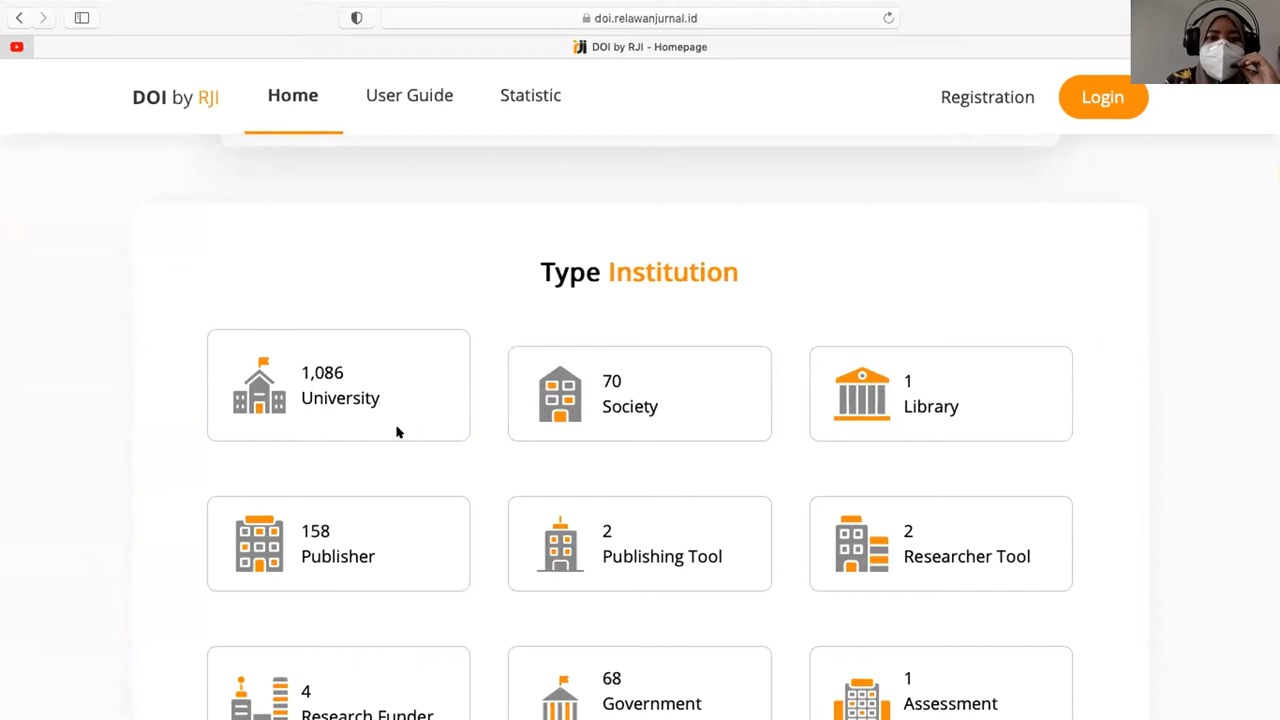 doi.relawanjurnal.id
DOI by RJI - Homepage
DOI by RJI
Home
User Guide
Statistic
Registration
Login
Type Institution
1,086
University
70
Society
1
Library
158
Publisher
2
Publishing Tool
2
Researcher Tool
4
Research Funder
68
Government
1
Assessment